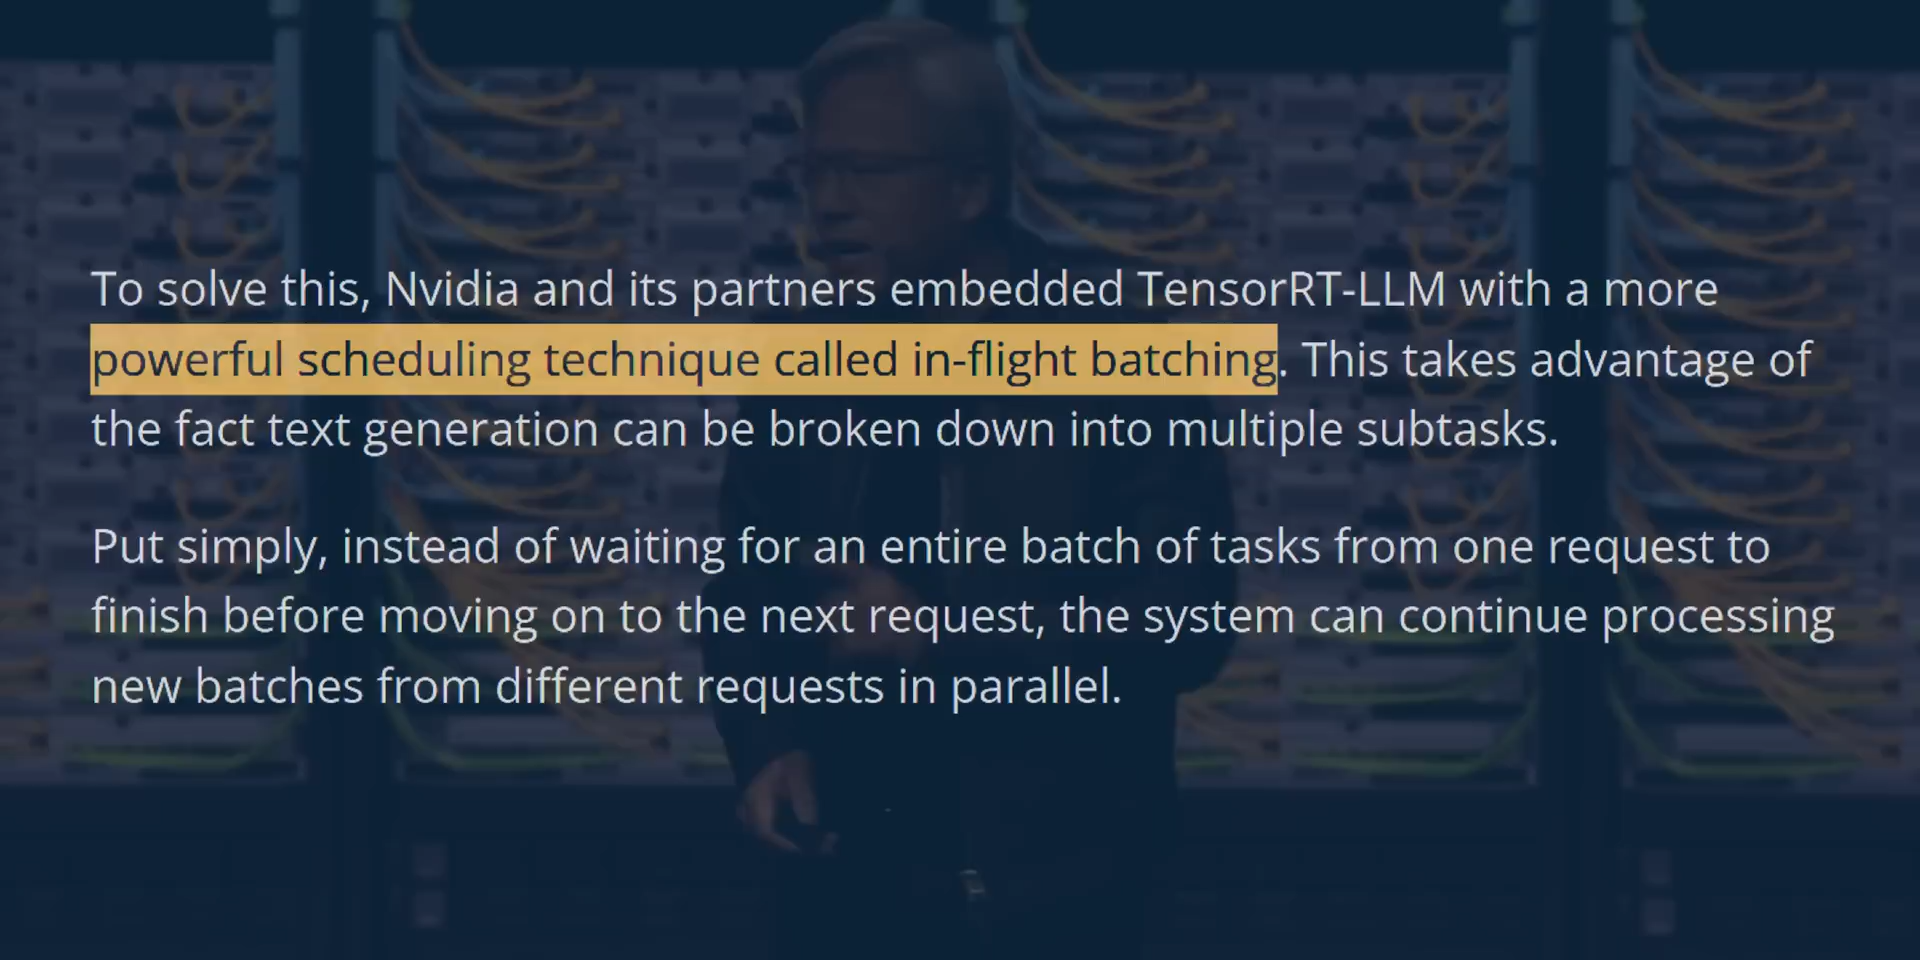 To solve this, Nvidia and its partners embedded TensorRT-LLM with a more
powerful scheduling technique called in-flight batching. This takes advantage of
the fact text generation can be broken down into multiple subtasks.
Put simply, instead of waiting for an entire batch of tasks from one request to
finish before moving on to the next request, the system can continue processing
new batches from different requests in parallel.